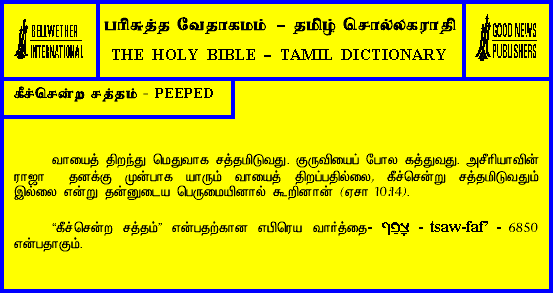 BELLWETHER
INTERNATIONAL
பரிசுத்த வேதாகமம் – தமிழ் சொல்லகராதி
THE HOLY BIBLE – TAMIL DICTIONARY
GOOD NEWS
PUBLISHERS
கீச்சென்ற சத்தம் - PEEPED
வாயைத் திறந்து மெதுவாக சத்தமிடுவது. குருவியைப் போல கத்துவது. அசீரியாவின்
ராஜா தனக்கு முன்பாக யாரும் வாயைத் திறப்பதில்லை, கீச்சென்று சத்தமிடுவதும்
இல்லை என்று தன்னுடைய பெருமையினால் கூறினான் (ஏசா 10:14).
“கீச்சென்ற சத்தம்” என்பதற்கான எபிரெய வார்த்தை- צָפַף - tsaw-faf’ - 6850
என்பதாகும்.